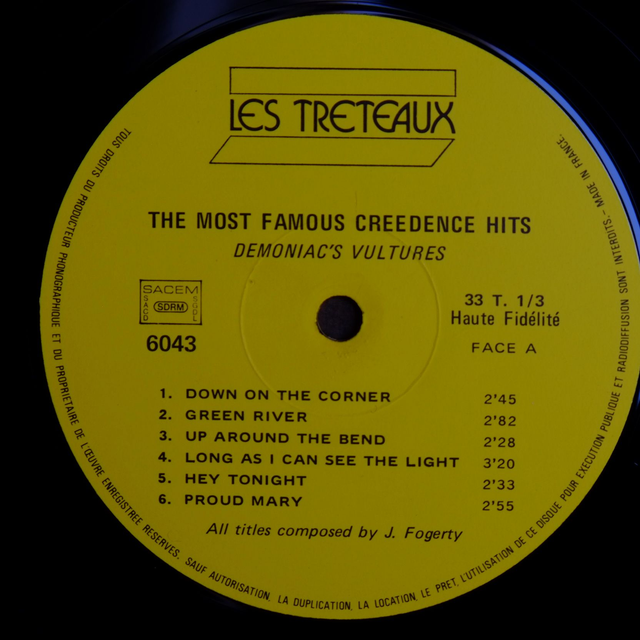 LES TRETEAUX
THE MOST FAMOUS CREEDENCE HITS
DEMONIAC'S VULTURES
SACEM
SACD
SDRM
SGDL
6043
33 T. 1/3
Haute Fidélité
FACE A
1. DOWN ON THE CORNER 2'45
2. GREEN RIVER 2'82
3. UP AROUND THE BEND 2'28
4. LONG AS I CAN SEE THE LIGHT 3'20
5. HEY TONIGHT 2'33
6. PROUD MARY 2'55
All titles composed by J. Fogerty
TOUS DROITS DU PRODUCTEUR PHONOGRAPHIQUE ET DU PROPRIETAIRE DE L'ŒUVRE ENREGISTREE RESERVES, SAUF AUTORISATION, LA DUPLICATION, LA LOCATION, LE PRET, L'UTILISATION DE CE DISQUE POUR EXECUTION PUBLIQUE ET RADIODIFFUSION SONT INTERDITS.- MADE IN FRANCE.